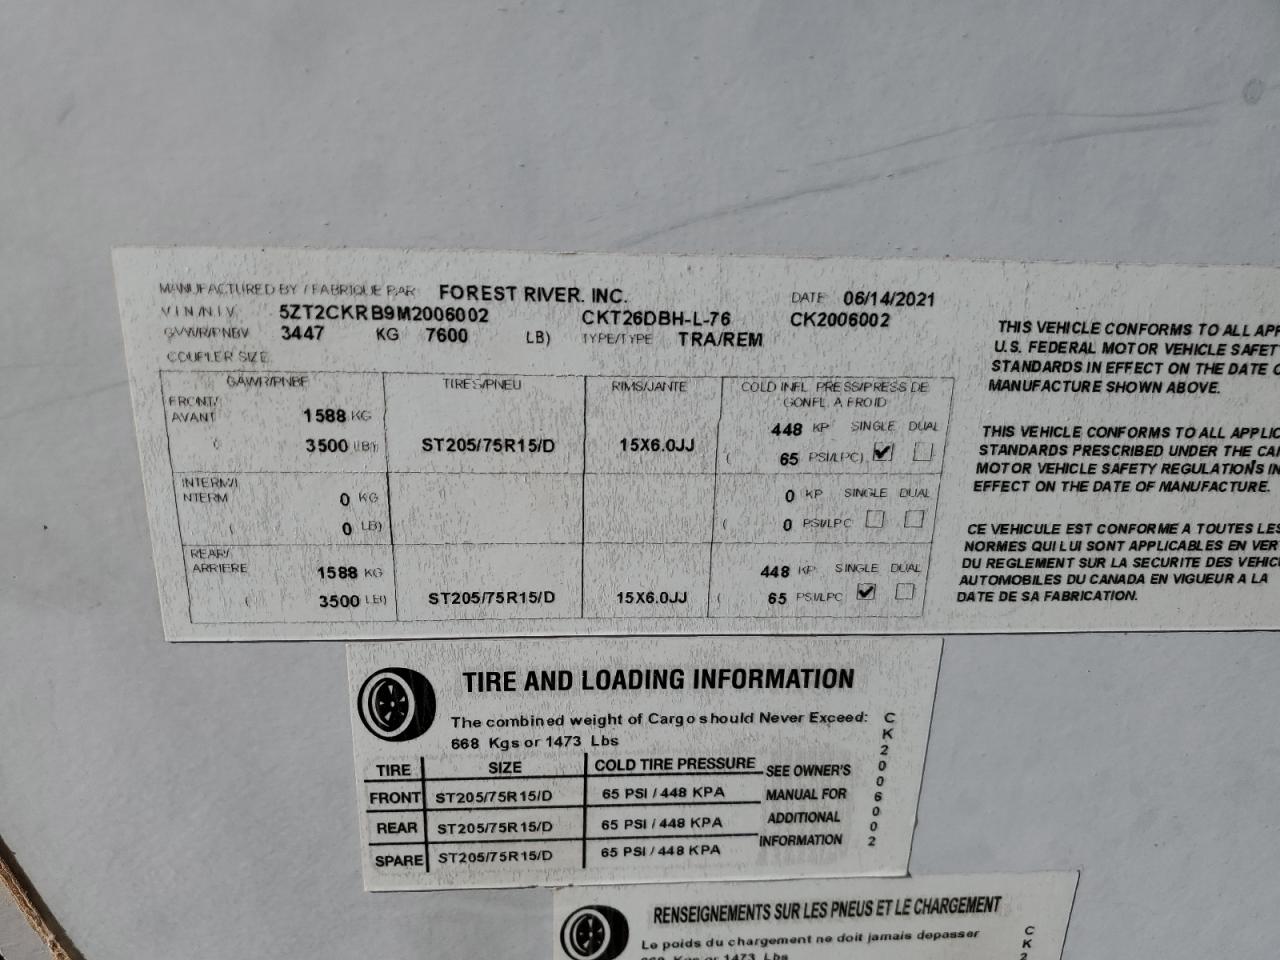 MANUFACTURED BY / FABRIQUE PAR FOREST RIVER, INC. DATE 06/14/2021
V I N/N I V 5ZT2CKRB9M2006002 CKT26DBH-L-76 CK2006002
GVWR/PNBV 3447 KG 7600 LB) TYPE/TYPE TRA/REM
COUPLER SIZE
GAWR/PNBE TIRES/PNEU RIMS/JANTE COLD INFL PRESS/PRESS DE
GONFL. A FROID
FRONT/
AVANT 1588 KG 448 KP SINGLE DUAL
( 3500 LB) ST205/75R15/D 15X6.0JJ ( 65 PSI/LPC)
INTERM/I
NTERM 0 KG 0 KP SINGLE DUAL
( 0 LB) ( 0 PSI/LPC
REAR/
ARRIERE 1588 KG 448 KP SINGLE DUAL
( 3500 LB) ST205/75R15/D 15X6.0JJ ( 65 PSI/LPC
THIS VEHICLE CONFORMS TO ALL APP
U.S. FEDERAL MOTOR VEHICLE SAFETY
STANDARDS IN EFFECT ON THE DATE O
MANUFACTURE SHOWN ABOVE.
THIS VEHICLE CONFORMS TO ALL APPLIC
STANDARDS PRESCRIBED UNDER THE CA
MOTOR VEHICLE SAFETY REGULATIONS IN
EFFECT ON THE DATE OF MANUFACTURE.
CE VEHICULE EST CONFORME A TOUTES LES
NORMES QUI LUI SONT APPLICABLES EN VER
DU REGLEMENT SUR LA SECURITE DES VEHIC
AUTOMOBILES DU CANADA EN VIGUEUR A LA
DATE DE SA FABRICATION.
TIRE AND LOADING INFORMATION
The combined weight of Cargo should Never Exceed:
668 Kgs or 1473 Lbs
TIRE SIZE COLD TIRE PRESSURE
FRONT ST205/75R15/D 65 PSI / 448 KPA
REAR ST205/75R15/D 65 PSI / 448 KPA
SPARE ST205/75R15/D 65 PSI / 448 KPA
SEE OWNER'S
MANUAL FOR
ADDITIONAL
INFORMATION
CK2006002
RENSEIGNEMENTS SUR LES PNEUS ET LE CHARGEMENT
Le poids du chargement ne doit jamais depasser
668 Kgs or 1473 Lbs
CK2